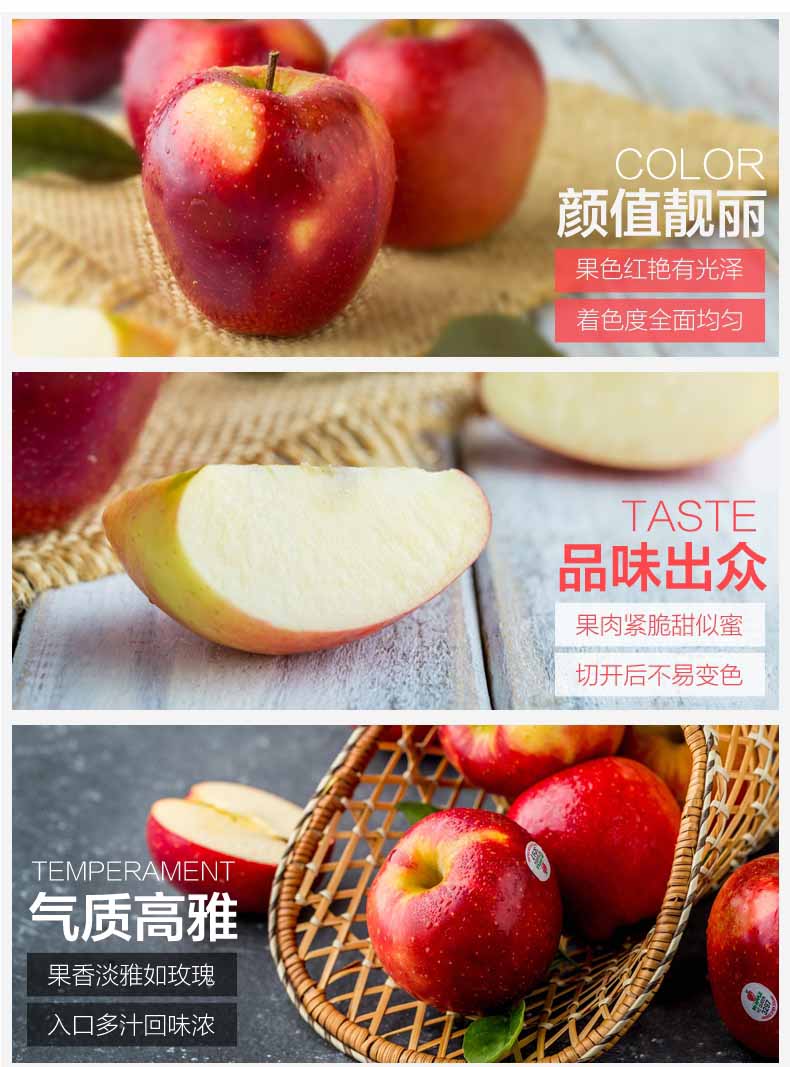 COLOR
颜值靓丽
果色红艳有光泽
着色度全面均匀
TASTE
品味出众
果肉紧脆甜似蜜
切开后不易变色
TEMPERAMENT
气质高雅
果香淡雅如玫瑰
入口多汁回味浓